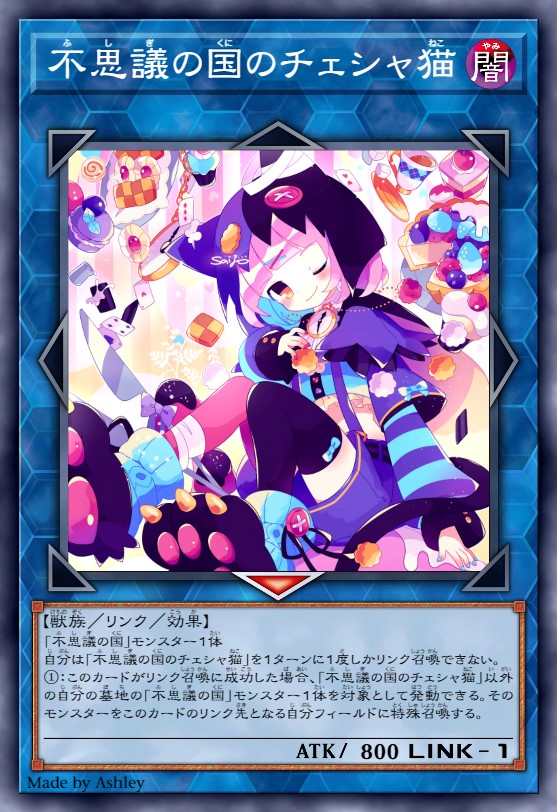 不思議の国のチェシャ猫 闇
Saijo
【獣族／リンク／効果】
「不思議の国」モンスター1体
自分は「不思議の国のチェシャ猫」を1ターンに1度しかリンク召喚できない。
①：このカードがリンク召喚に成功した場合、「不思議の国のチェシャ猫」以外
の自分の墓地の「不思議の国」モンスター1体を対象として発動できる。その
モンスターをこのカードのリンク先となる自分フィールドに特殊召喚する。
ATK/ 800 LINK-1
Made by Ashley